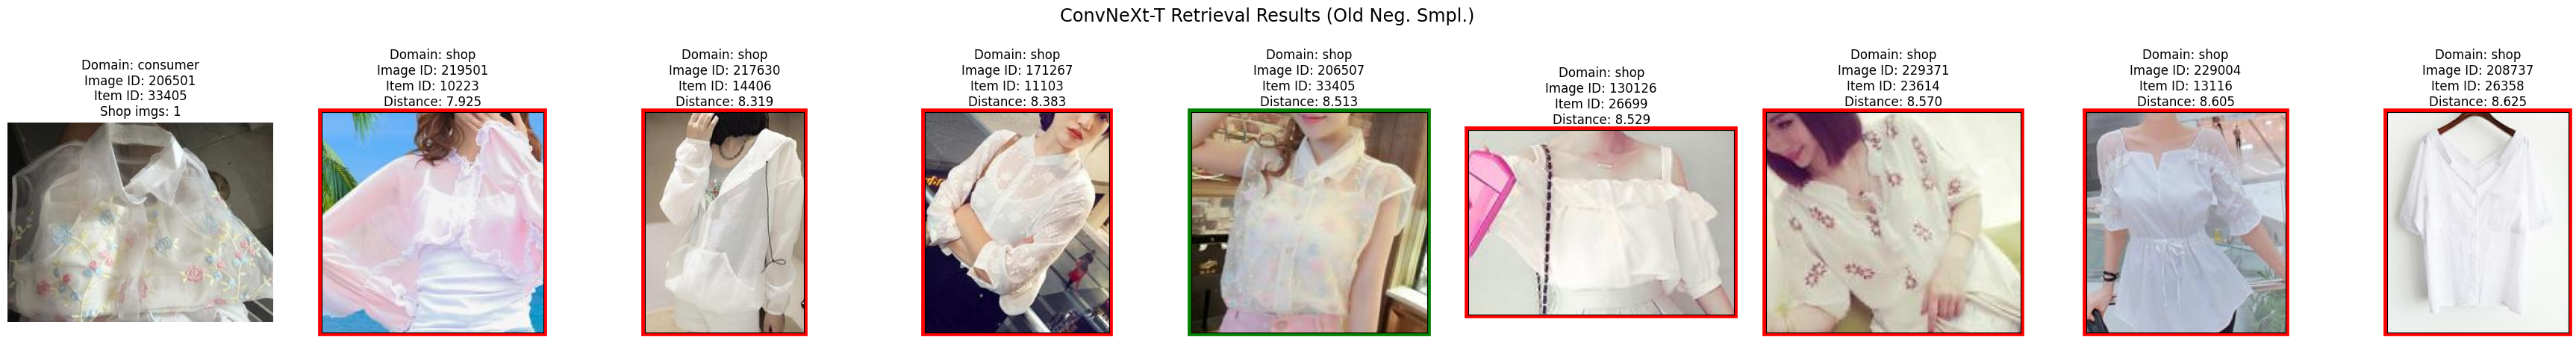 ConvNeXt-T Retrieval Results (Old Neg. Smpl.)
Domain: consumer
Image ID: 206501
Item ID: 33405
Shop imgs: 1
Domain: shop
Image ID: 219501
Item ID: 10223
Distance: 7.925
Domain: shop
Image ID: 217630
Item ID: 14406
Distance: 8.319
Domain: shop
Image ID: 171267
Item ID: 11103
Distance: 8.383
Domain: shop
Image ID: 206507
Item ID: 33405
Distance: 8.513
Domain: shop
Image ID: 130126
Item ID: 26699
Distance: 8.529
Domain: shop
Image ID: 229371
Item ID: 23614
Distance: 8.570
Domain: shop
Image ID: 229004
Item ID: 13116
Distance: 8.605
Domain: shop
Image ID: 208737
Item ID: 26358
Distance: 8.625